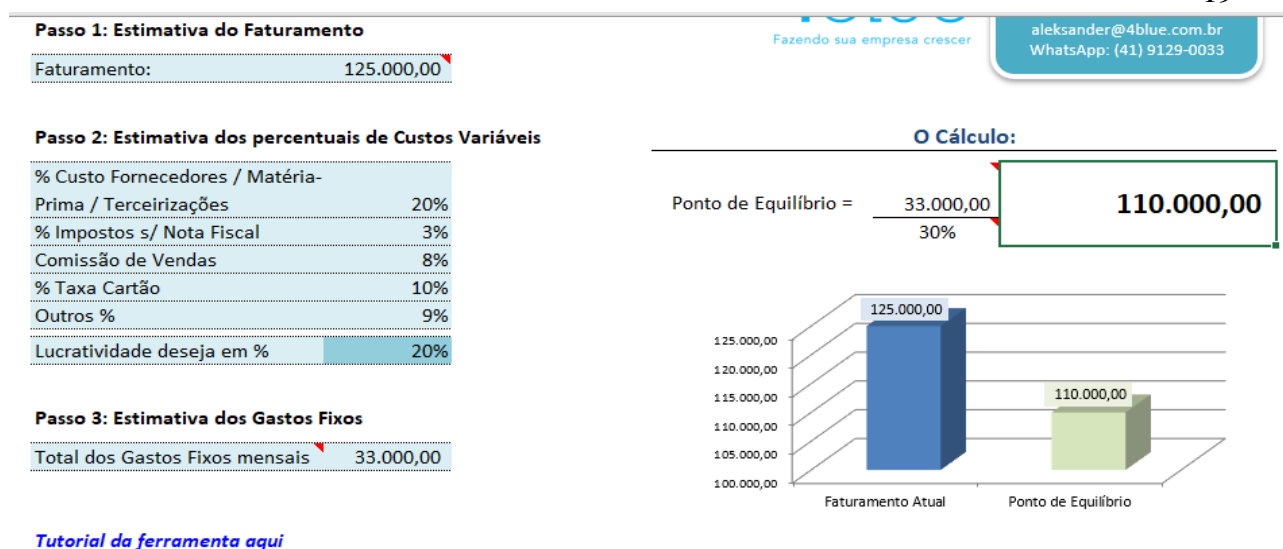 Passo 1: Estimativa do Faturamento
Fazendo sua empresa crescer
aleksander@4blue.com.br
WhatsApp: (41) 9129-0033
Faturamento: 125.000,00
Passo 2: Estimativa dos percentuais de Custos Variáveis
O Cálculo:
% Custo Fornecedores / Matéria-
Prima / Terceirizações 20%
% Impostos s/ Nota Fiscal 3%
Comissão de Vendas 8%
% Taxa Cartão 10%
Outros % 9%
Lucratividade deseja em % 20%
Ponto de Equilíbrio = 33.000,00
30%
110.000,00
125.000,00
110.000,00
125.000,00
120.000,00
115.000,00
110.000,00
105.000,00
100.000,00
Faturamento Atual Ponto de Equilíbrio
Passo 3: Estimativa dos Gastos Fixos
Total dos Gastos Fixos mensais 33.000,00
Tutorial da ferramenta aqui